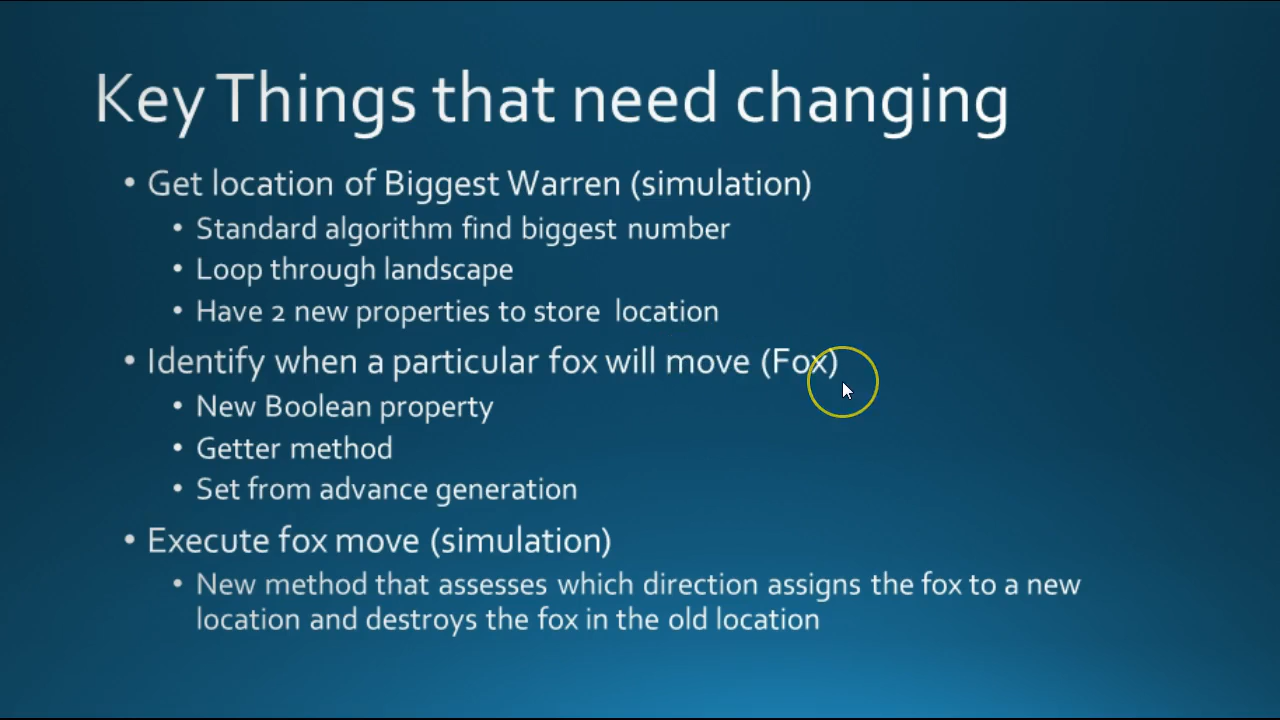 Key Things that need changing
• Get location of Biggest Warren (simulation)
• Standard algorithm find biggest number
• Loop through landscape
• Have 2 new properties to store location
• Identify when a particular fox will move (Fox)
• New Boolean property
• Getter method
• Set from advance generation
• Execute fox move (simulation)
• New method that assesses which direction assigns the fox to a new
location and destroys the fox in the old location